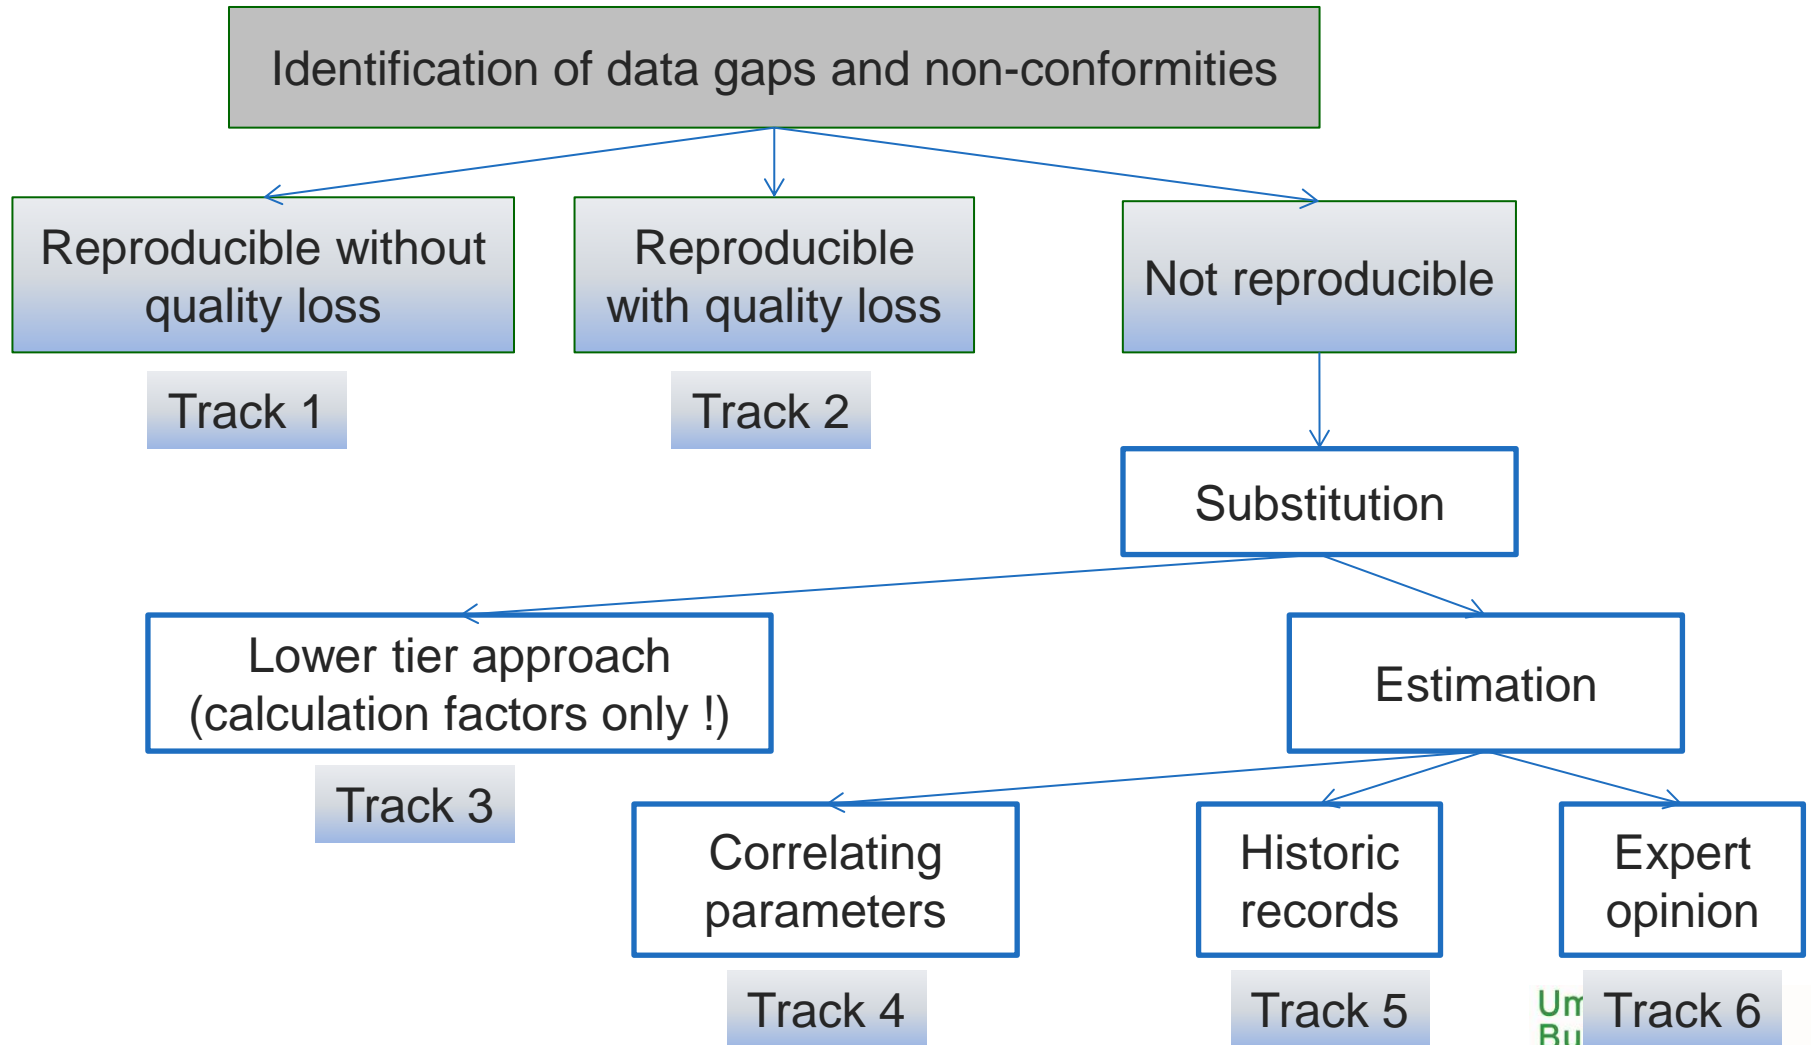 Identification of data gaps and non-conformities
Reproducible without
quality loss
Reproducible
with quality loss
Not reproducible
Track 1
Track 2
Substitution
Lower tier approach
(calculation factors only !)
Estimation
Track 3
Correlating
parameters
Historic
records
Expert
opinion
Track 4
Track 5
Track 6